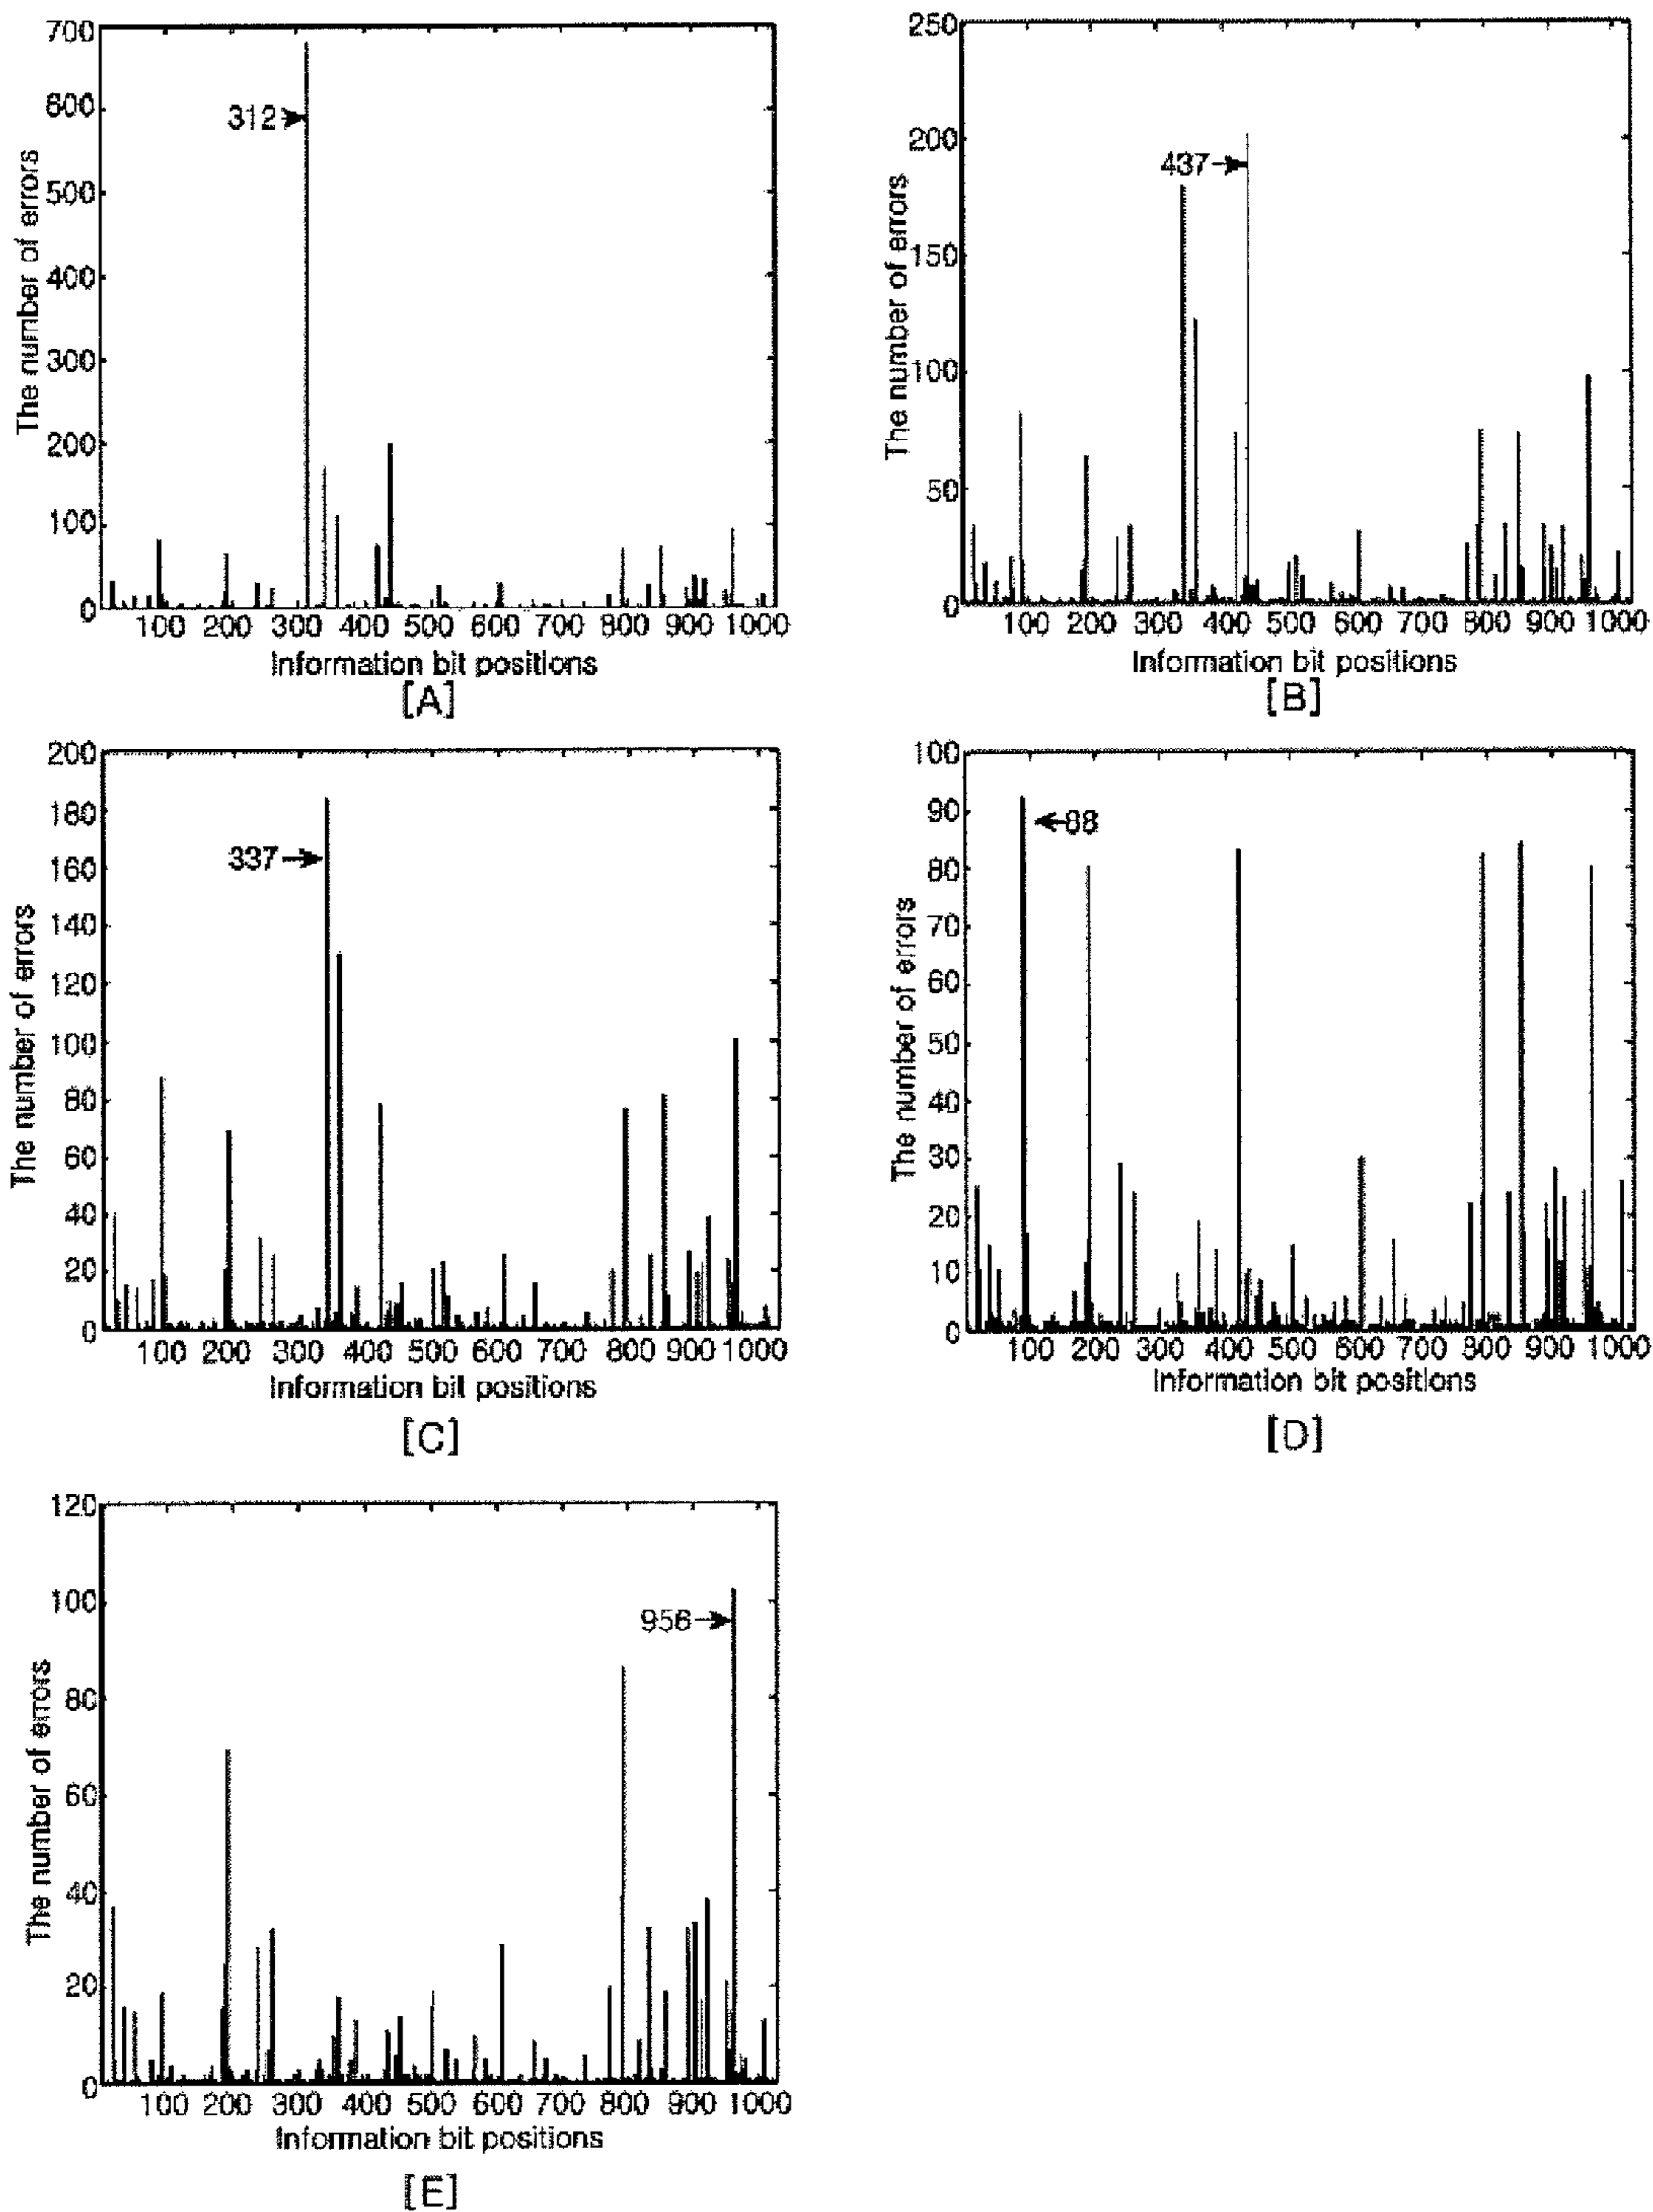 700
600
500
400
300
200
100
0
The number of errors
312
100 200 300 400 500 600 700 800 900 1000
Information bit positions
[A]
250
200
150
100
50
0
The number of errors
437
100 200 300 400 500 600 700 800 900 1000
Information bit positions
[B]
200
180
160
140
120
100
80
60
40
20
0
The number of errors
337
100 200 300 400 500 600 700 800 900 1000
Information bit positions
[C]
100
90
80
70
60
50
40
30
20
10
0
The number of errors
88
100 200 300 400 500 600 700 800 900 1000
Information bit positions
[D]
120
100
80
60
40
20
0
The number of errors
956
100 200 300 400 500 600 700 800 900 1000
Information bit positions
[E]